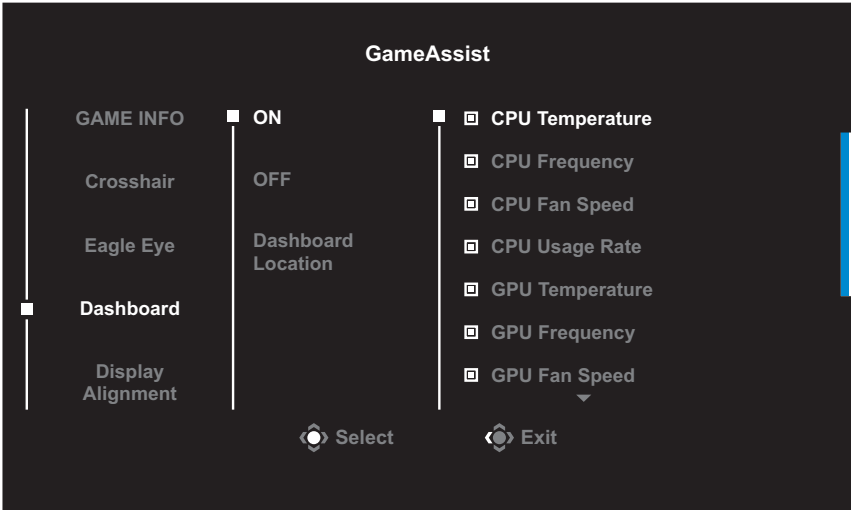 GameAssist
GAME INFO
Crosshair
Eagle Eye
Dashboard
Display
Alignment
ON
OFF
Dashboard
Location
CPU Temperature
CPU Frequency
CPU Fan Speed
CPU Usage Rate
GPU Temperature
GPU Frequency
GPU Fan Speed
Select
Exit